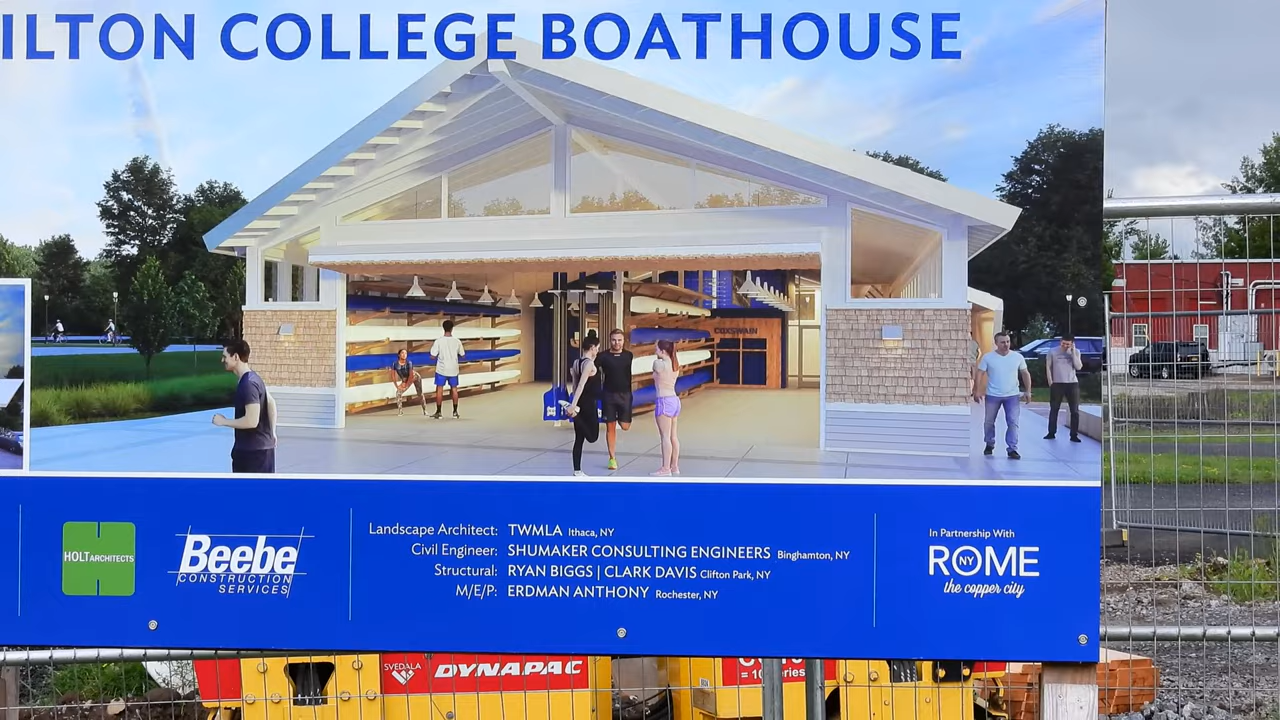 ILTON COLLEGE BOATHOUSE
COXSWAIN
HOLT ARCHITECTS
Beebe
CONSTRUCTION
SERVICES
Landscape Architect: TWMLA Ithaca, NY
Civil Engineer: SHUMAKER CONSULTING ENGINEERS Binghamton, NY
Structural: RYAN BIGGS | CLARK DAVIS Clifton Park, NY
M/E/P: ERDMAN ANTHONY Rochester, NY
In Partnership With
ROME
NY
the copper city
SVEDALA DYNAPAC